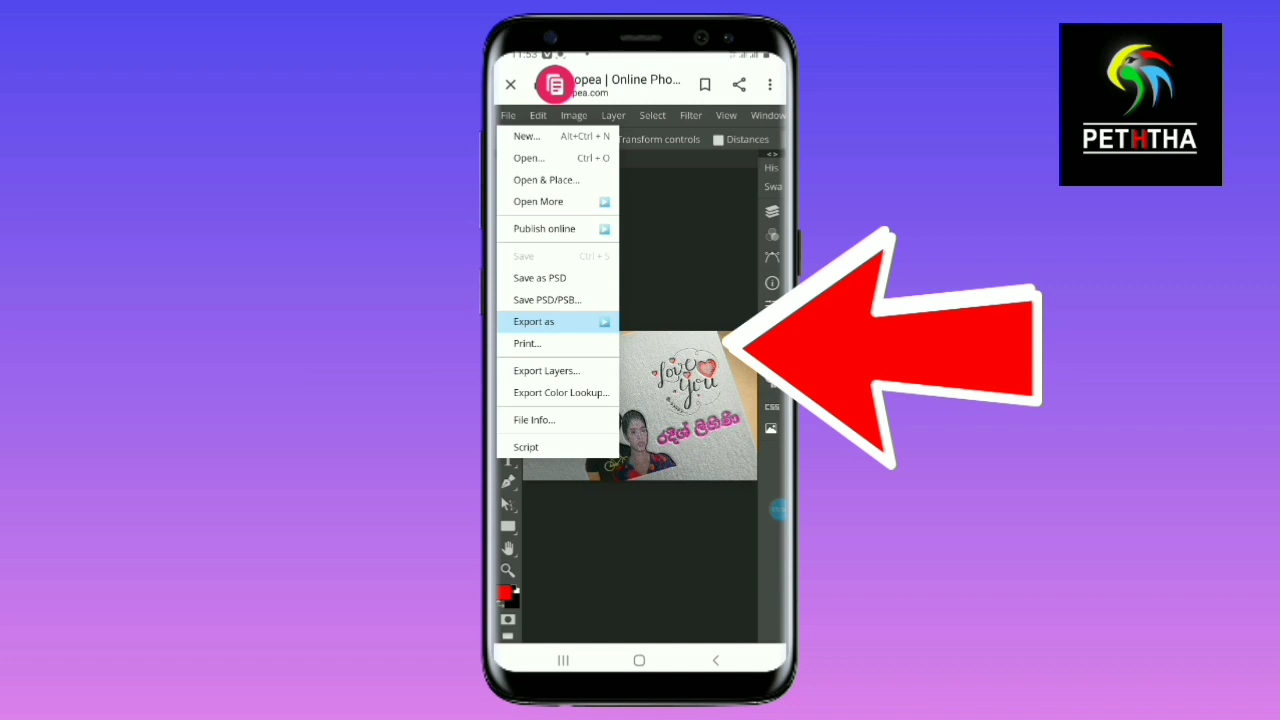 11:53
opea | Online Pho...
pea.com
File Edit Image Layer Select Filter View Window
Transform controls Distances
New... Alt+Ctrl + N
Open... Ctrl + O
Open & Place...
Open More
Publish online
Save Ctrl + S
Save as PSD
Save PSD/PSB...
Export as
Print...
Export Layers...
Export Color Lookup...
File Info...
Script
< >
His
Swa
CSS
Love
You
රදීශ් ලිහිණි
PETHTHA